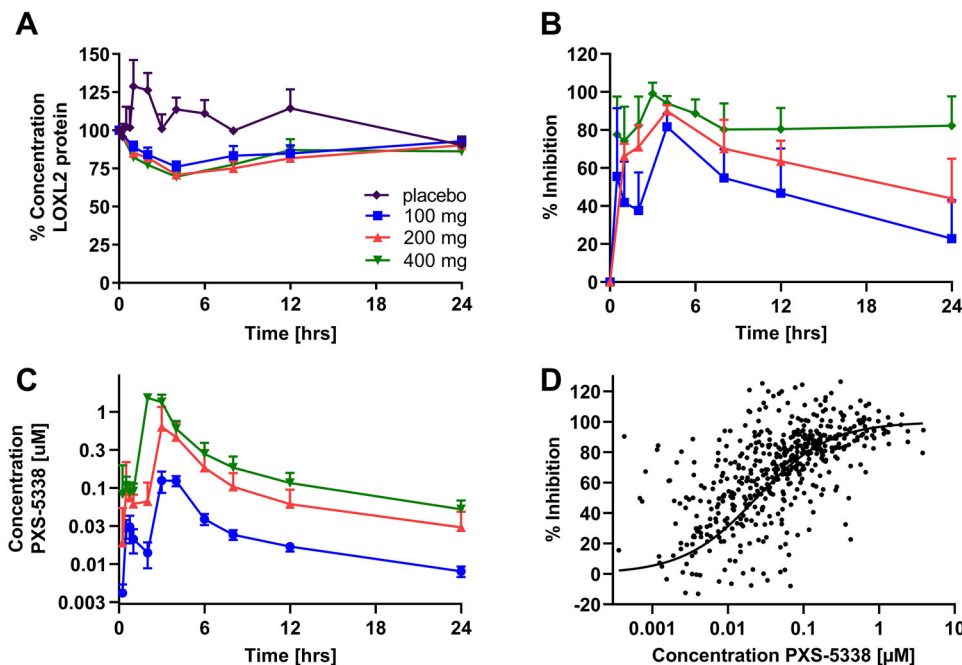 A
% Concentration
LOXL2 protein
150
125
100
75
50
25
0
0
6
12
18
24
Time [hrs]
placebo
100 mg
200 mg
400 mg
B
% Inhibition
120
100
80
60
40
20
0
0
6
12
18
24
Time [hrs]
C
Concentration
PXS-5338 [uM]
1
0.3
0.1
0.03
0.01
0.003
0
6
12
18
24
Time [hrs]
D
% Inhibition
120
100
80
60
40
20
0
-20
0.001
0.01
0.1
1
10
Concentration PXS-5338 [µM]